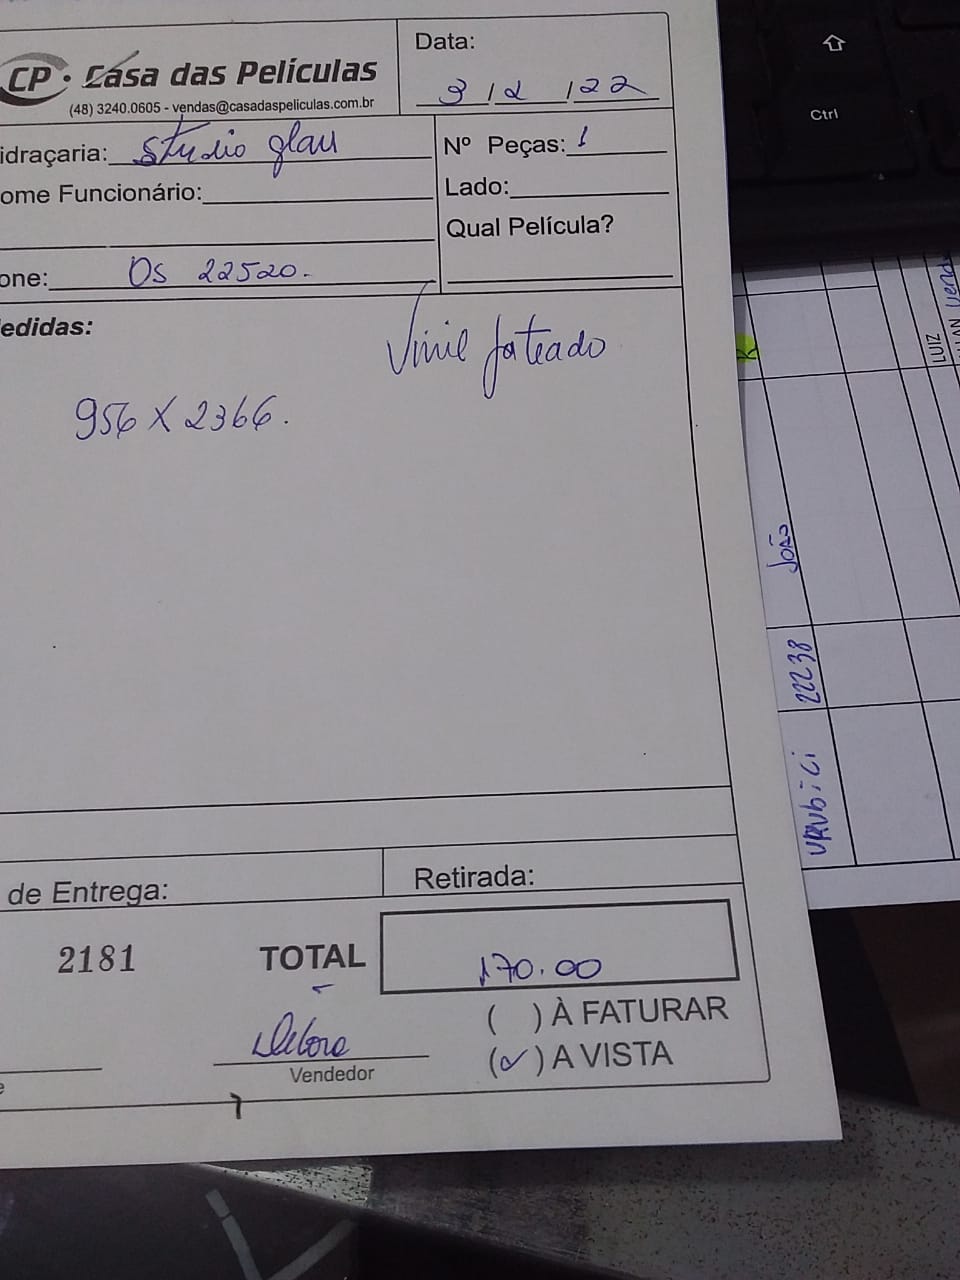 CP · Casa das Películas
(48) 3240.0605 - vendas@casadaspeliculas.com.br
Data:
3 / 2 / 22
idraçaria: Studio glass
Nº Peças: 1
ome Funcionário:
Lado:
Qual Película?
one: OS 22520.
edidas:
Vinil jateado
956 X 2366.
de Entrega:
Retirada:
2181
TOTAL
170.00
( ) À FATURAR
(✓) A VISTA
Debora
Vendedor
Ctrl
LUIZ
João
22238
URUBiCi